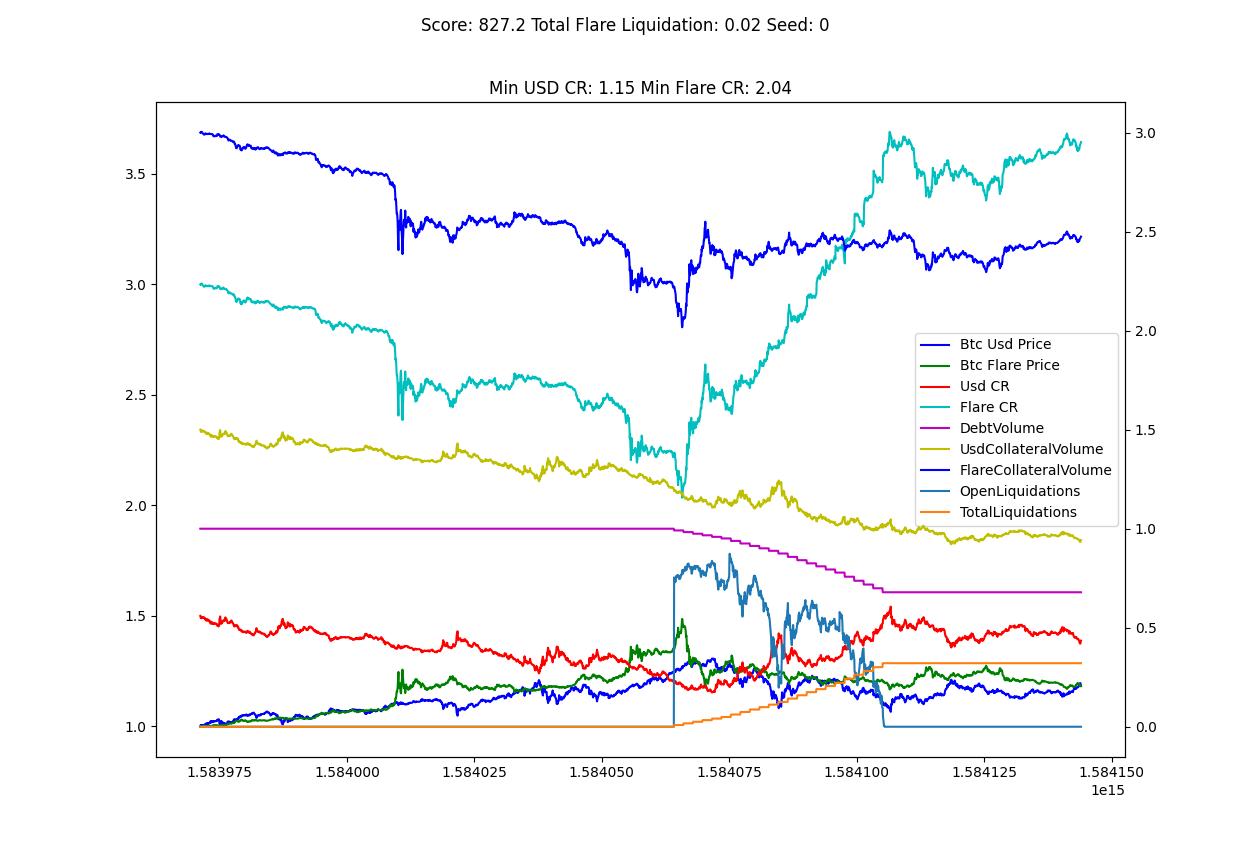 Score: 827.2 Total Flare Liquidation: 0.02 Seed: 0
Min USD CR: 1.15 Min Flare CR: 2.04
3.5
3.0
2.5
2.0
1.5
1.0
3.0
2.5
2.0
1.5
1.0
0.5
0.0
Btc Usd Price
Btc Flare Price
Usd CR
Flare CR
DebtVolume
UsdCollateralVolume
FlareCollateralVolume
OpenLiquidations
TotalLiquidations
1.583975 1.584000 1.584025 1.584050 1.584075 1.584100 1.584125 1.584150
1e15